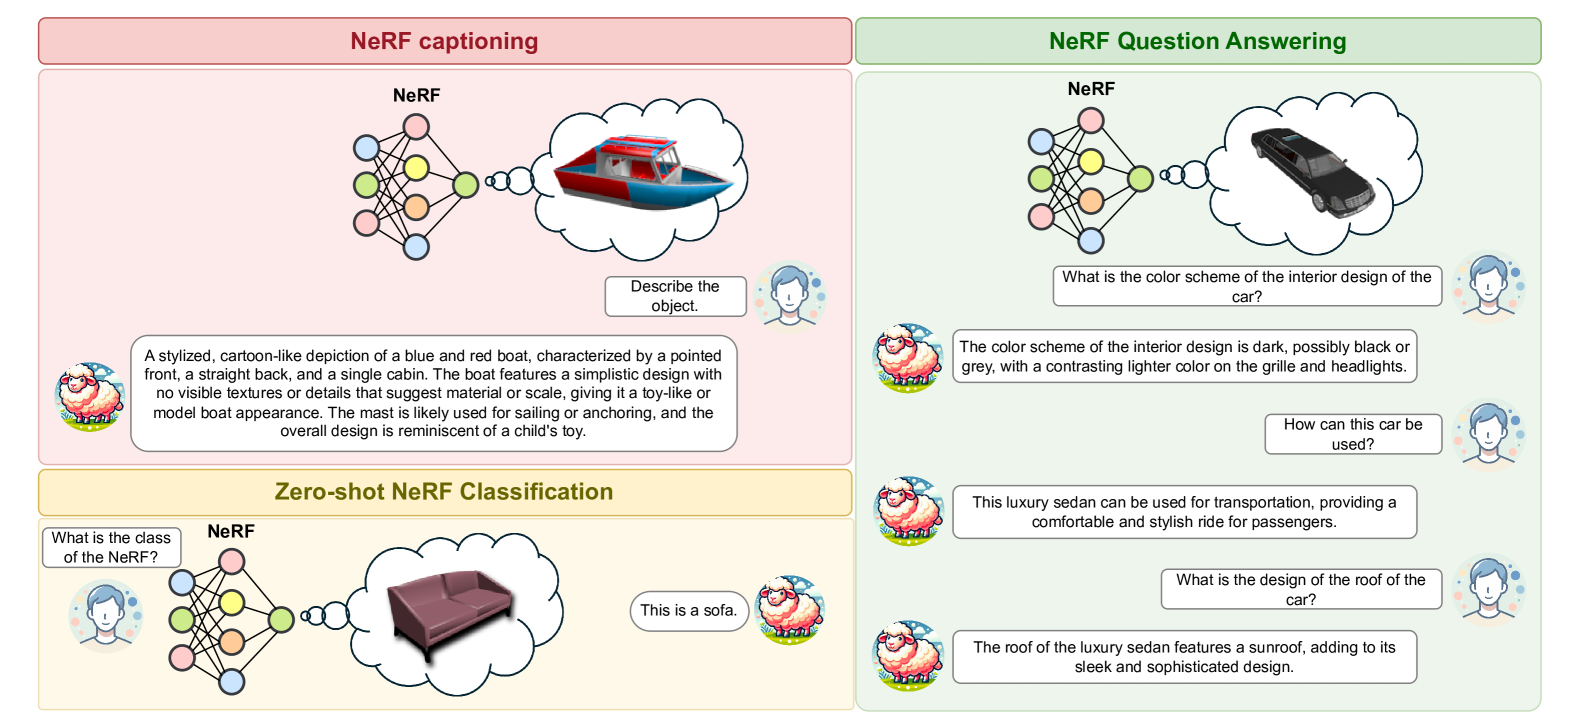 NeRF captioning
NeRF
Describe the
object.
A stylized, cartoon-like depiction of a blue and red boat, characterized by a pointed
front, a straight back, and a single cabin. The boat features a simplistic design with
no visible textures or details that suggest material or scale, giving it a toy-like or
model boat appearance. The mast is likely used for sailing or anchoring, and the
overall design is reminiscent of a child's toy.
Zero-shot NeRF Classification
What is the class
of the NeRF?
NeRF
This is a sofa.
NeRF Question Answering
NeRF
What is the color scheme of the interior design of the
car?
The color scheme of the interior design is dark, possibly black or
grey, with a contrasting lighter color on the grille and headlights.
How can this car be
used?
This luxury sedan can be used for transportation, providing a
comfortable and stylish ride for passengers.
What is the design of the roof of the
car?
The roof of the luxury sedan features a sunroof, adding to its
sleek and sophisticated design.